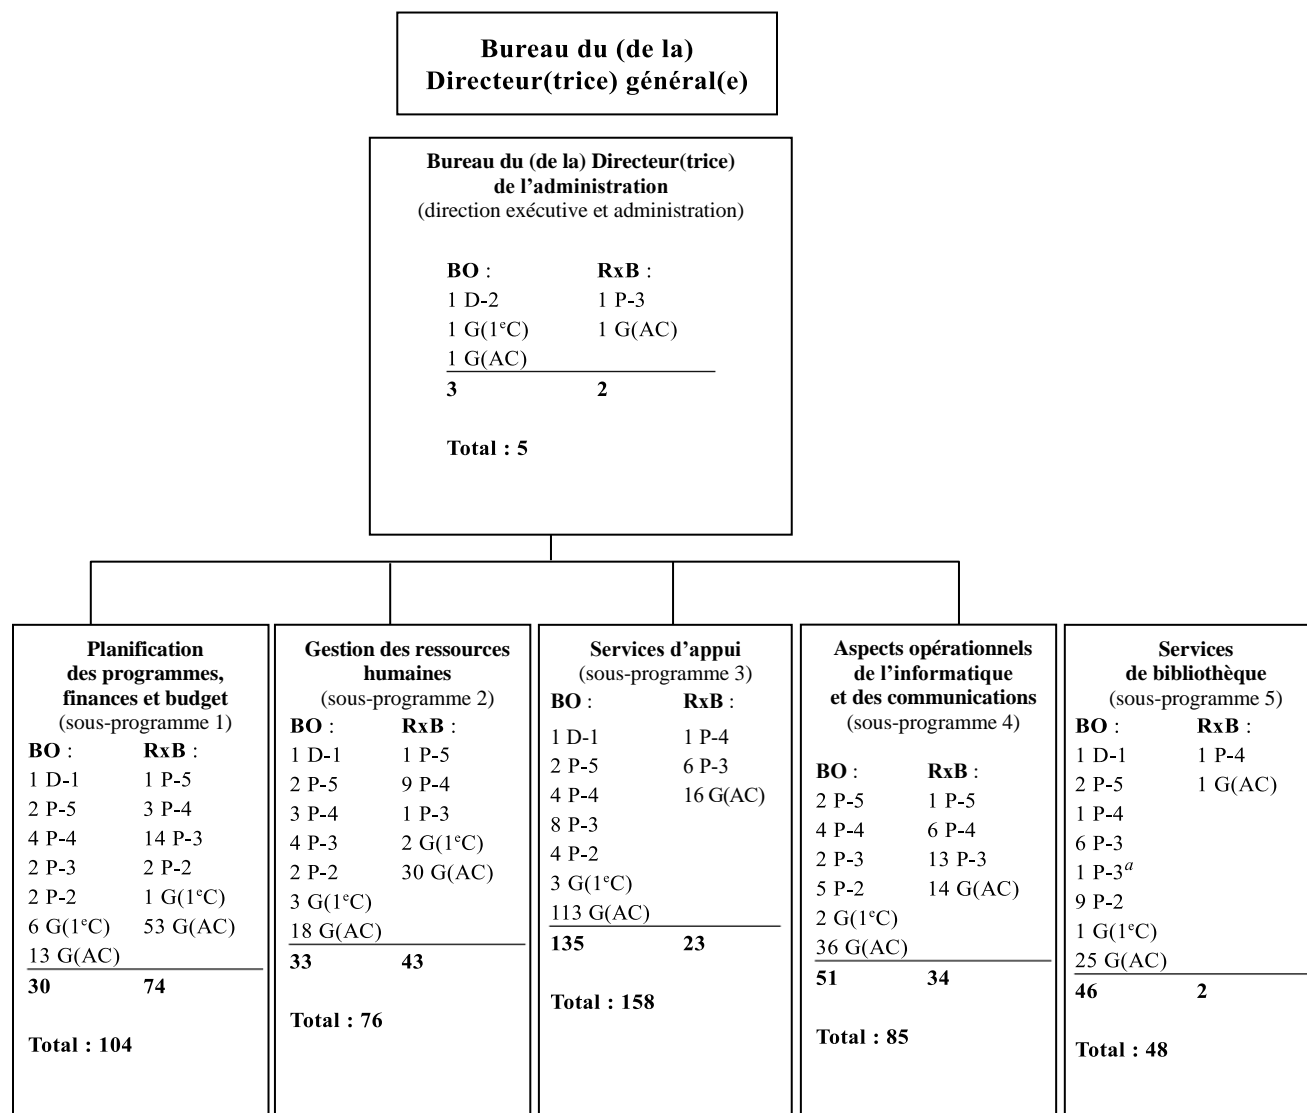 Bureau du (de la)
Directeur(trice) général(e)
Bureau du (de la) Directeur(trice)
de l’administration
(direction exécutive et administration)
BO : RxB :
1 D-2 1 P-3
1 G(1ᵉC) 1 G(AC)
1 G(AC)
3 2
Total : 5
Planification
des programmes,
finances et budget
(sous-programme 1)
BO : RxB :
1 D-1 1 P-5
2 P-5 3 P-4
4 P-4 14 P-3
2 P-3 2 P-2
2 P-2 1 G(1ᵉC)
6 G(1ᵉC) 53 G(AC)
13 G(AC)
30 74
Total : 104
Gestion des ressources
humaines
(sous-programme 2)
BO : RxB :
1 D-1 1 P-5
2 P-5 9 P-4
3 P-4 1 P-3
4 P-3 2 G(1ᵉC)
2 P-2 30 G(AC)
3 G(1ᵉC)
18 G(AC)
33 43
Total : 76
Services d’appui
(sous-programme 3)
BO : RxB :
1 D-1 1 P-4
2 P-5 6 P-3
4 P-4 16 G(AC)
8 P-3
4 P-2
3 G(1ᵉC)
113 G(AC)
135 23
Total : 158
Aspects opérationnels
de l’informatique
et des communications
(sous-programme 4)
BO : RxB :
2 P-5 1 P-5
4 P-4 6 P-4
2 P-3 13 P-3
5 P-2 14 G(AC)
2 G(1ᵉC)
36 G(AC)
51 34
Total : 85
Services
de bibliothèque
(sous-programme 5)
BO : RxB :
1 D-1 1 P-4
2 P-5 1 G(AC)
1 P-4
6 P-3
1 P-3ᵃ
9 P-2
1 G(1ᵉC)
25 G(AC)
46 2
Total : 48